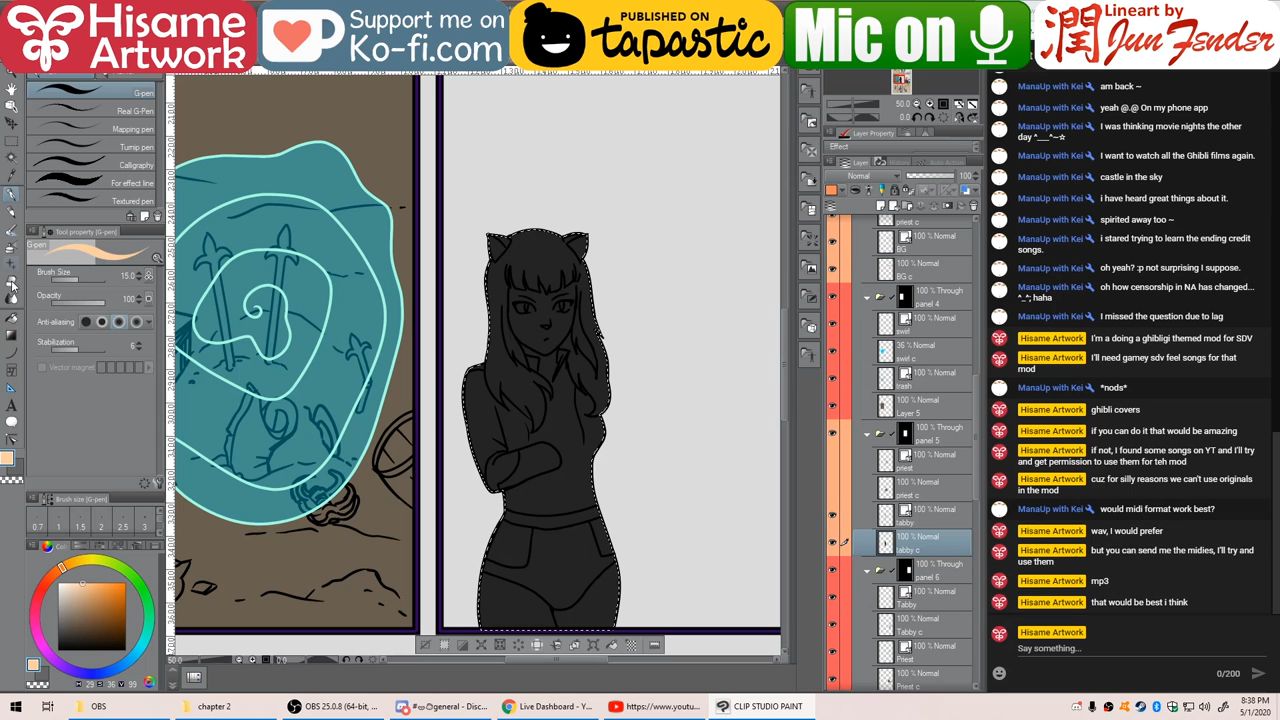 Hisame
Artwork
Support me on
Ko-fi.com
PUBLISHED ON
tapastic
Mic on
Lineart by
潤 Jun Fender
G-pen
Real G-Pen
Mapping pen
Turnip pen
Calligraphy
For effect line
Textured pen
Tool property [G-pen]
G-pen
Brush Size 15.0
Opacity 100
Anti-aliasing
Stabilization 6
Vector magnet
Brush size [G-pen]
0.7 1 1.5 2 2.5 3
H 29 S 36 V 99
50.0
0.0
Layer Property
Effect
Layer
Normal 100
priest c
100 % Normal
BG
100 % Normal
BG c
100 % Through
panel 4
100 % Normal
swirl
36 % Normal
swirl c
100 % Normal
trash
100 % Normal
Layer 5
100 % Through
panel 5
100 % Normal
priest
100 % Normal
priest c
100 % Normal
tabby
100 % Normal
tabby c
100 % Through
panel 6
100 % Normal
Tabby
100 % Normal
Tabby c
100 % Normal
Priest
100 % Normal
Priest c
ManaUp with Kei am back ~
ManaUp with Kei yeah @.@ On my phone app
ManaUp with Kei I was thinking movie nights the other
day ^___^~☆
ManaUp with Kei I want to watch all the Ghibli films again.
ManaUp with Kei castle in the sky
ManaUp with Kei i have heard great things about it.
ManaUp with Kei spirited away too ~
ManaUp with Kei i stared trying to learn the ending credit
songs.
ManaUp with Kei oh yeah? :p not surprising I suppose.
ManaUp with Kei oh how censorship in NA has changed...
^_^; haha
ManaUp with Kei I missed the question due to lag
Hisame Artwork I'm a doing a ghibligi themed mod for SDV
Hisame Artwork I'll need gamey sdv feel songs for that
mod
ManaUp with Kei *nods*
Hisame Artwork ghibli covers
Hisame Artwork if you can do it that would be amazing
Hisame Artwork if not, I found some songs on YT and I'll try
and get permission to use them for teh mod
Hisame Artwork cuz for silly reasons we can't use originals
in the mod
ManaUp with Kei would midi format work best?
Hisame Artwork wav, I would prefer
Hisame Artwork but you can send me the midies, I'll try and
use them
Hisame Artwork mp3
Hisame Artwork that would be best i think
Hisame Artwork
Say something...
0/200
OBS
chapter 2
OBS 25.0.8 (64-bit, ...
Live Dashboard - Y...
https://www.youtu...
CLIP STUDIO PAINT
8:38 PM
5/1/2020